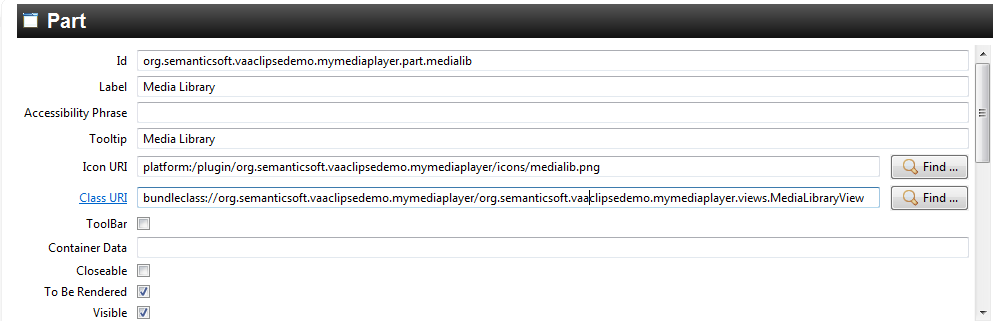 Part
Id org.semanticsoft.vaaclipsedemo.mymediaplayer.part.medialib
Label Media Library
Accessibility Phrase
Tooltip Media Library
Icon URI platform:/plugin/org.semanticsoft.vaaclipsedemo.mymediaplayer/icons/medialib.png Find ...
Class URI bundleclass://org.semanticsoft.vaaclipsedemo.mymediaplayer/org.semanticsoft.vaaclipsedemo.mymediaplayer.views.MediaLibraryView Find ...
ToolBar
Container Data
Closeable
To Be Rendered
Visible